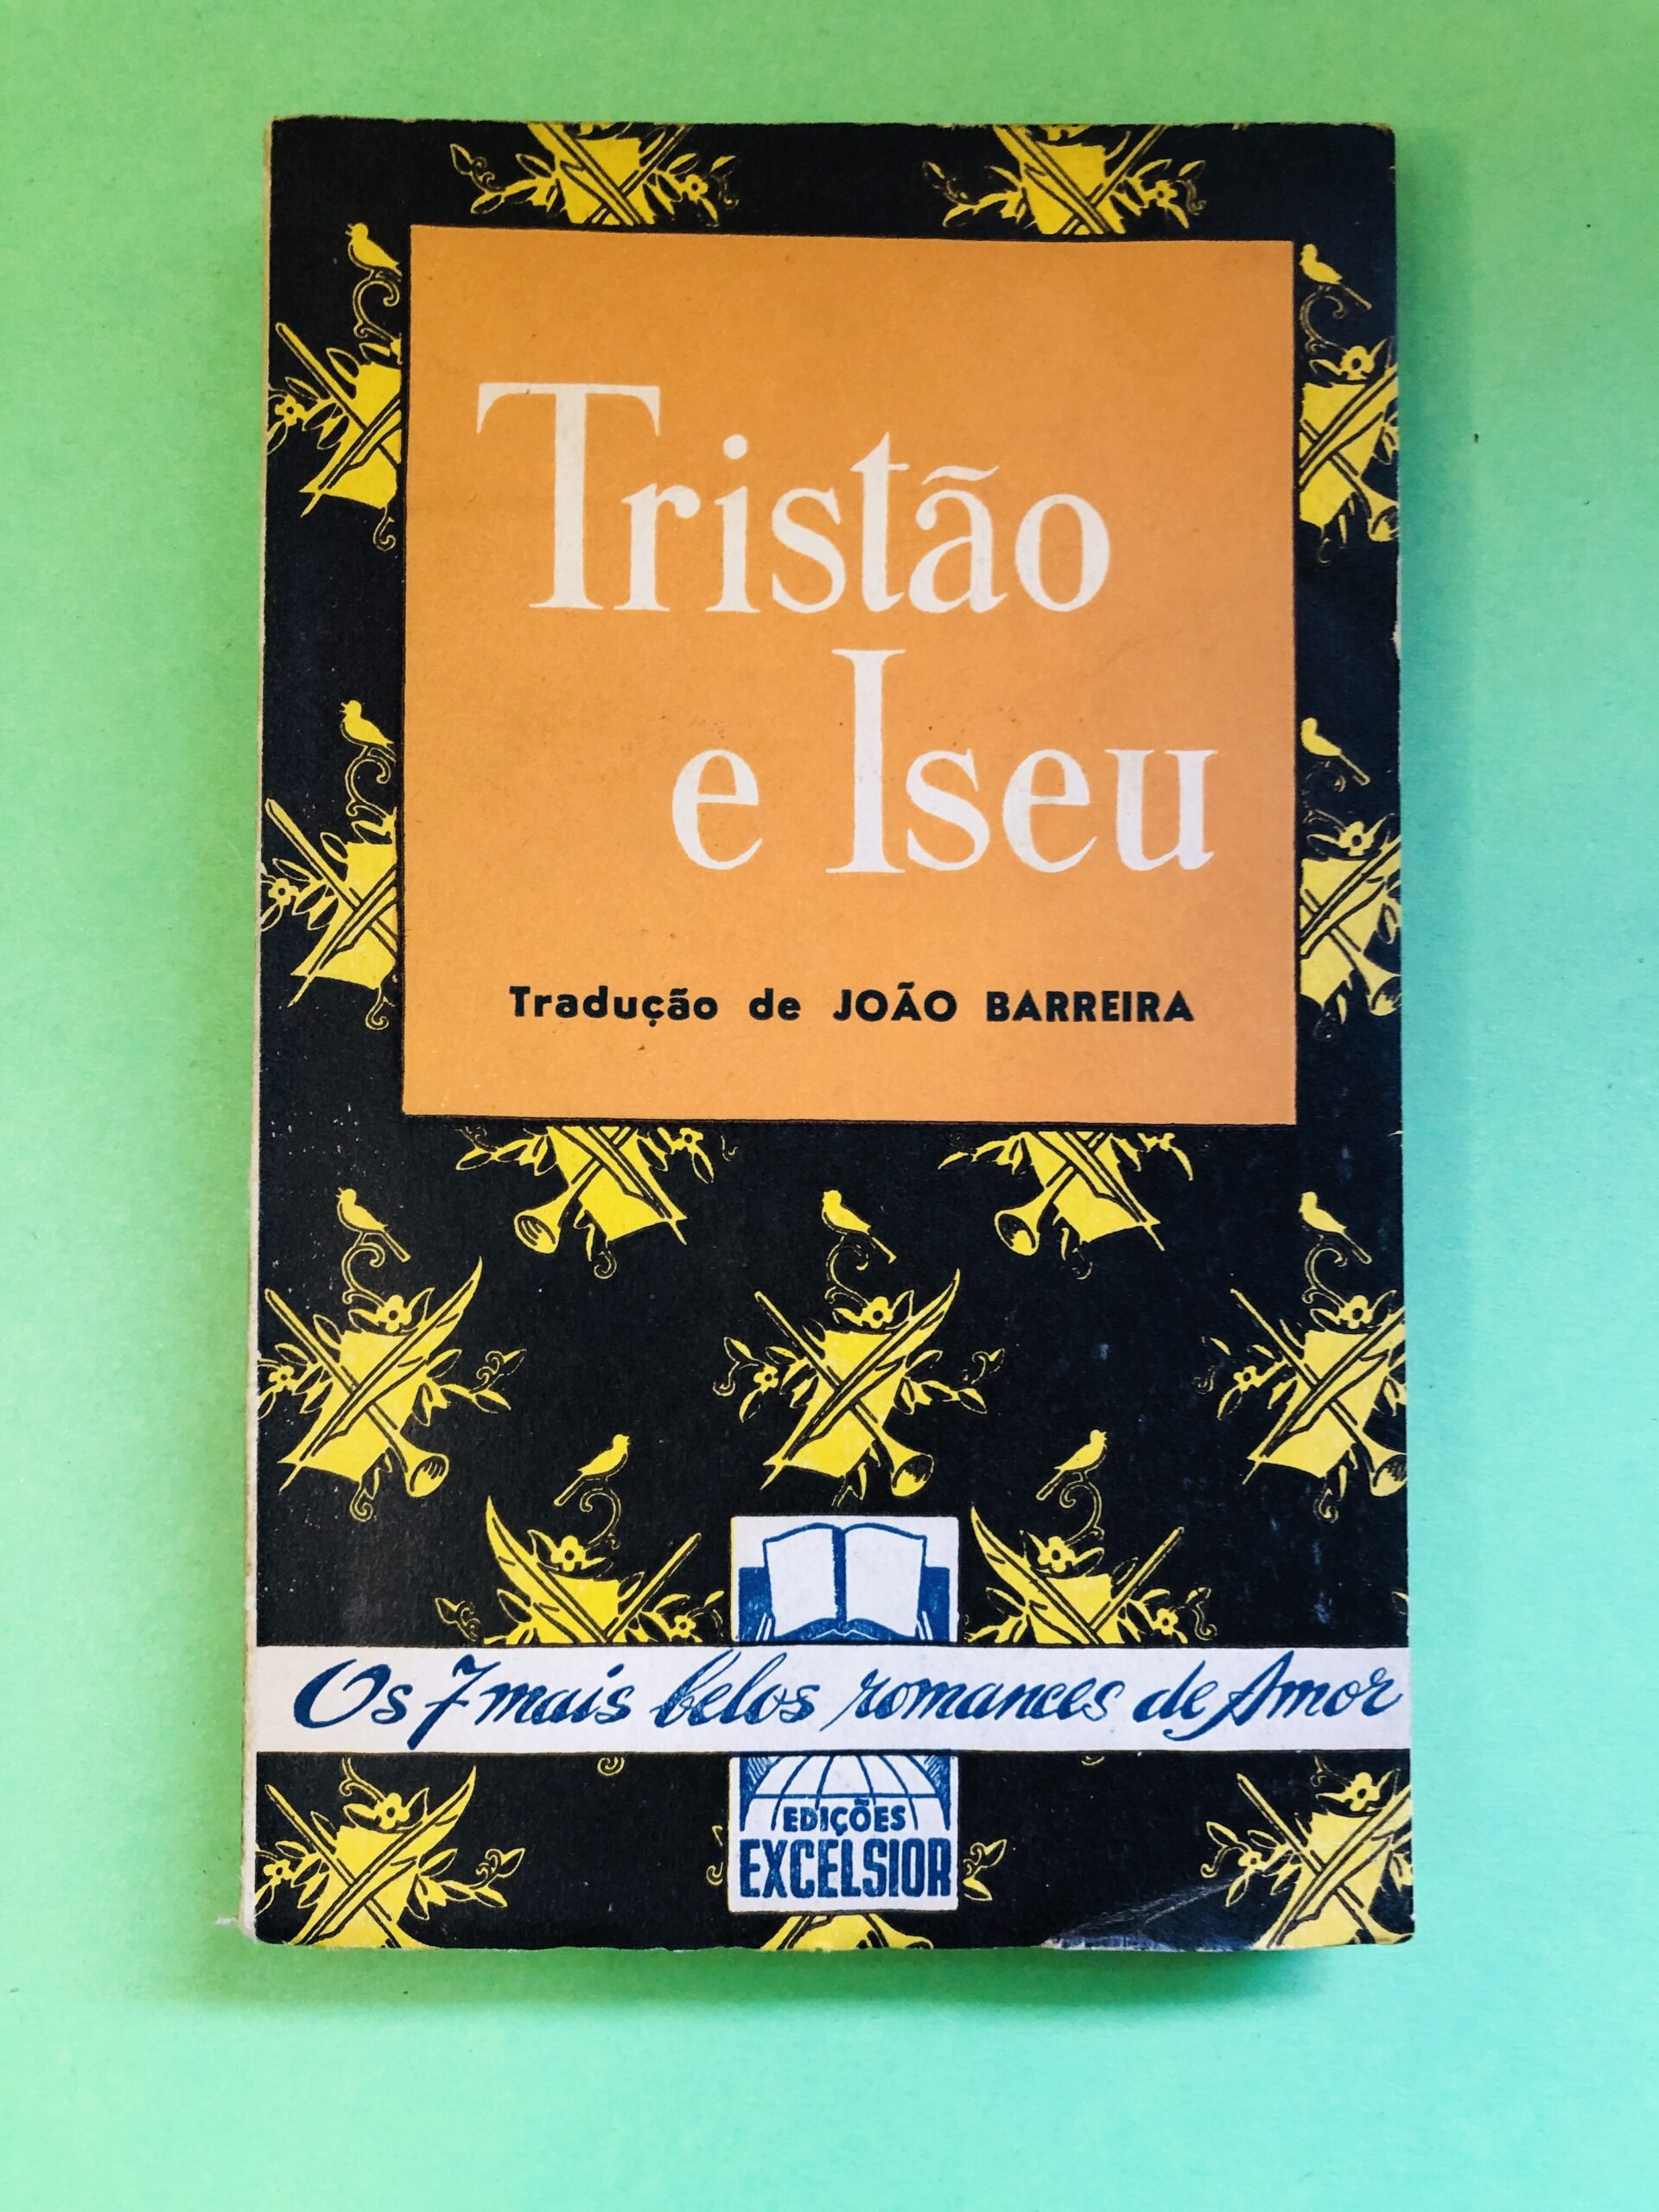 Tristão
e Iseu
Tradução de JOÃO BARREIRA
Os 7 mais belos romances de Amor
EDIÇÕES
EXCELSIOR